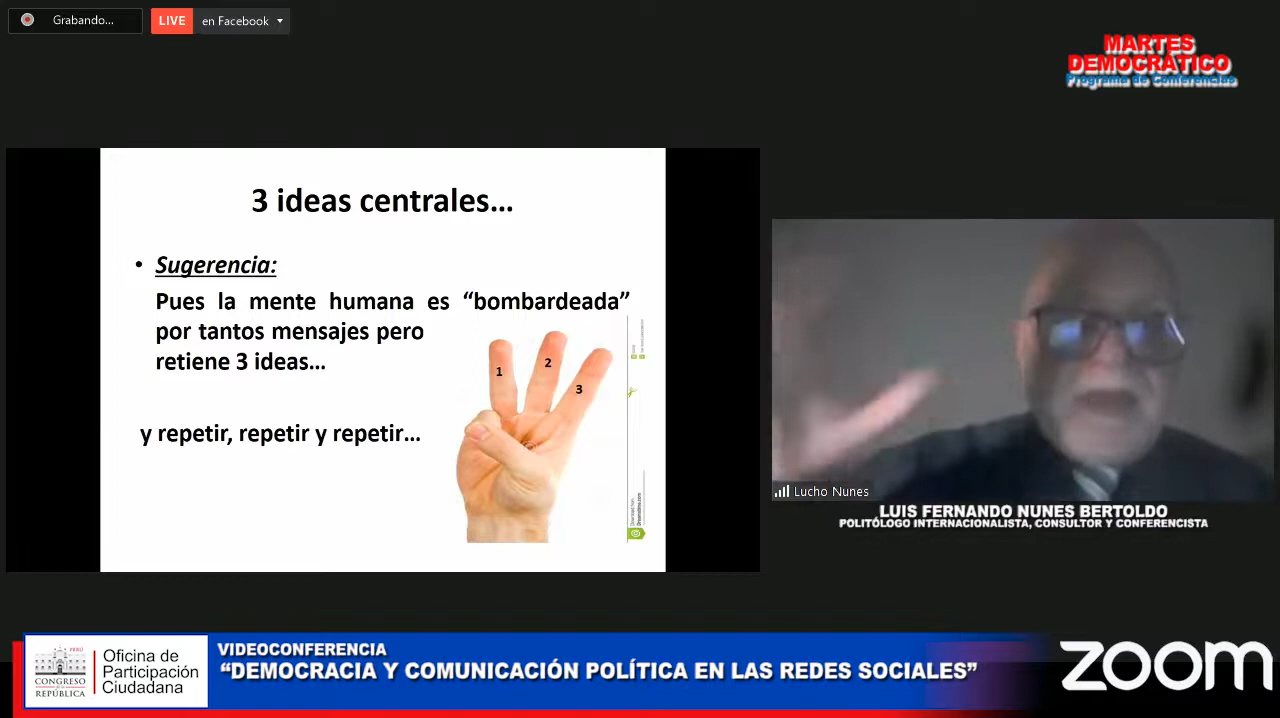 Grabando...
LIVE en Facebook
MARTES
DEMOCRÁTICO
Programa de Conferencias
3 ideas centrales...
• Sugerencia:
Pues la mente humana es “bombardeada”
por tantos mensajes pero
retiene 3 ideas...
1
2
3
y repetir, repetir y repetir...
Lucho Nunes
LUIS FERNANDO NUNES BERTOLDO
POLITÓLOGO INTERNACIONALISTA, CONSULTOR Y CONFERENCISTA
PERÚ
CONGRESO
REPÚBLICA
Oficina de
Participación
Ciudadana
VIDEOCONFERENCIA
“DEMOCRACIA Y COMUNICACIÓN POLÍTICA EN LAS REDES SOCIALES”
zoom